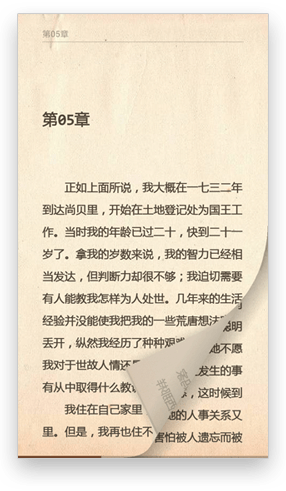 第05章
第05章
正如上面所说，我大概在一七三二年
到达尚贝里，开始在土地登记处为国王工
作。当时我的年龄已过二十，快到二十一
岁了。拿我的岁数来说，我的智力已经相
当发达，但判断力却很不够；我迫切需要
有人能教我怎样为人处世。几年来的生活
经验并没能使我把我的一些荒唐想法 聪明
丢开，纵然我经历了种种艰 她不愿
我对于世故人情还 发生的事
有从中取得什么教 ，这时候到
我住在自己家里 她的人事关系又
里。但是，我再也住不 害怕被人遗忘而被